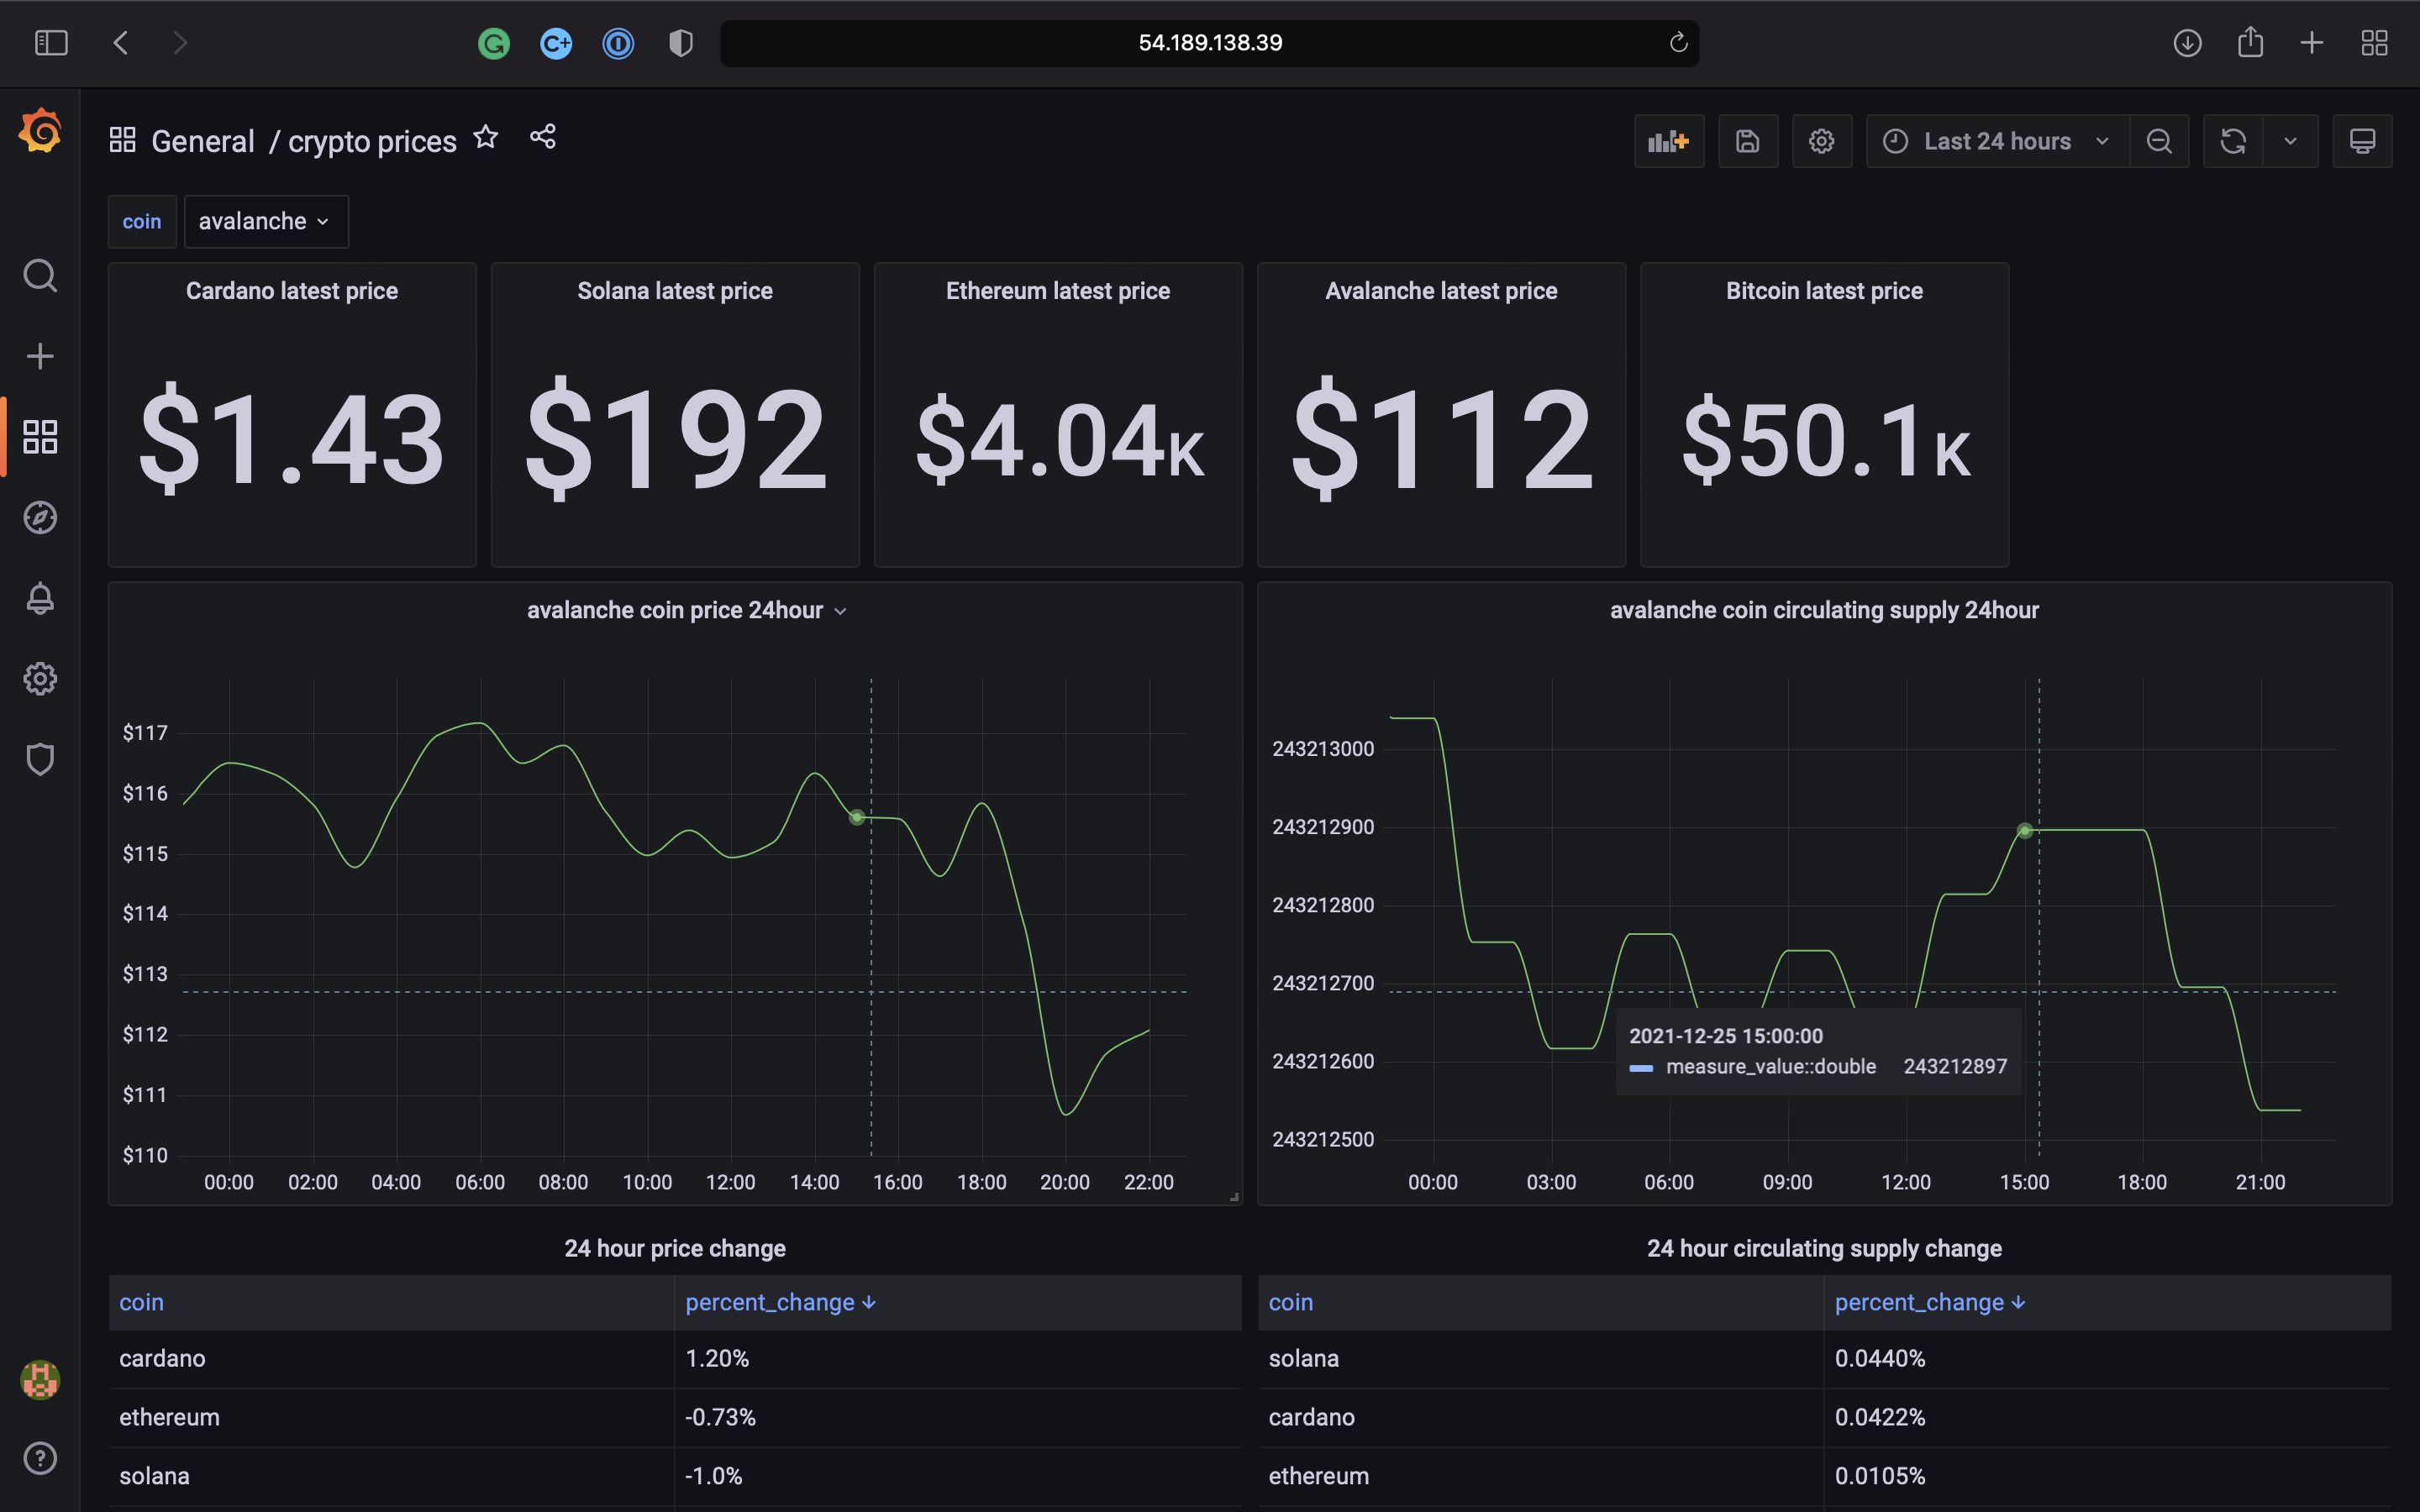 54.189.138.39
General / crypto prices
Last 24 hours
coin avalanche
Cardano latest price
$1.43
Solana latest price
$192
Ethereum latest price
$4.04K
Avalanche latest price
$112
Bitcoin latest price
$50.1K
avalanche coin price 24hour
$117
$116
$115
$114
$113
$112
$111
$110
00:00 02:00 04:00 06:00 08:00 10:00 12:00 14:00 16:00 18:00 20:00 22:00
avalanche coin circulating supply 24hour
243213000
243212900
243212800
243212700
243212600
243212500
2021-12-25 15:00:00
measure_value::double 243212897
00:00 03:00 06:00 09:00 12:00 15:00 18:00 21:00
24 hour price change
coin percent_change
cardano 1.20%
ethereum -0.73%
solana -1.0%
24 hour circulating supply change
coin percent_change
solana 0.0440%
cardano 0.0422%
ethereum 0.0105%